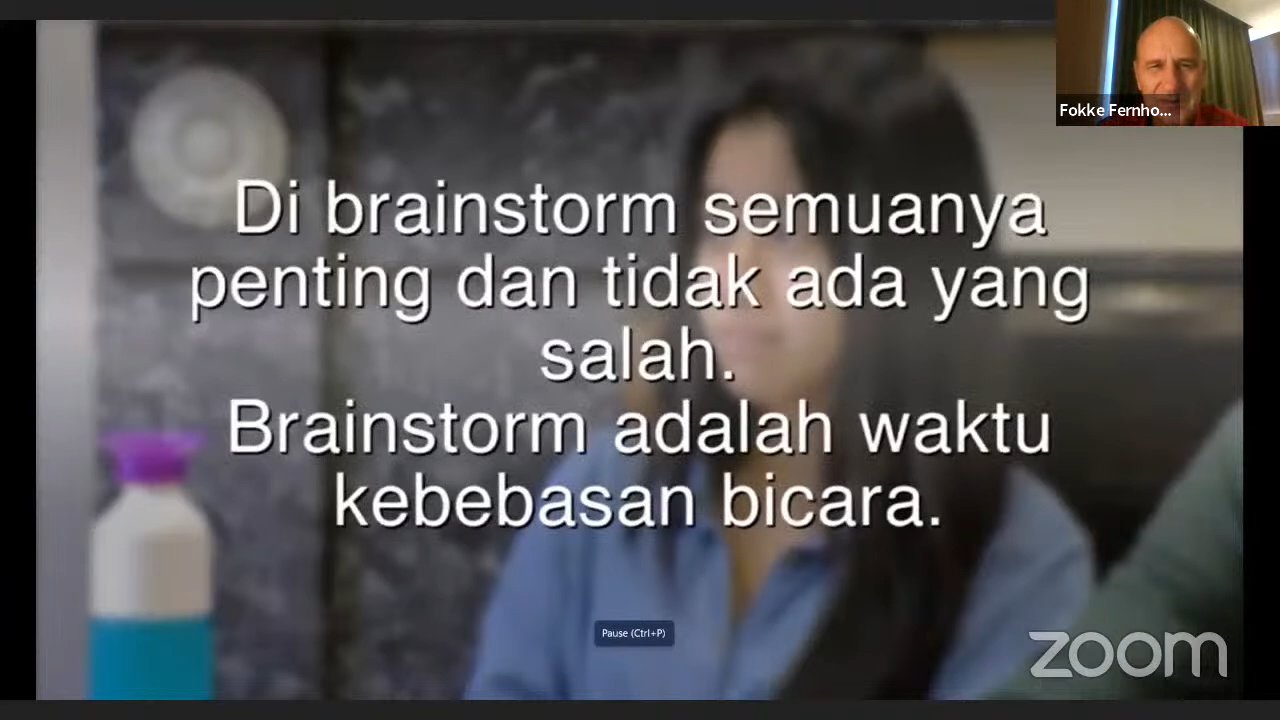 Fokke Fernho...
Di brainstorm semuanya
penting dan tidak ada yang
salah.
Brainstorm adalah waktu
kebebasan bicara.
Pause (Ctrl+P)
zoom